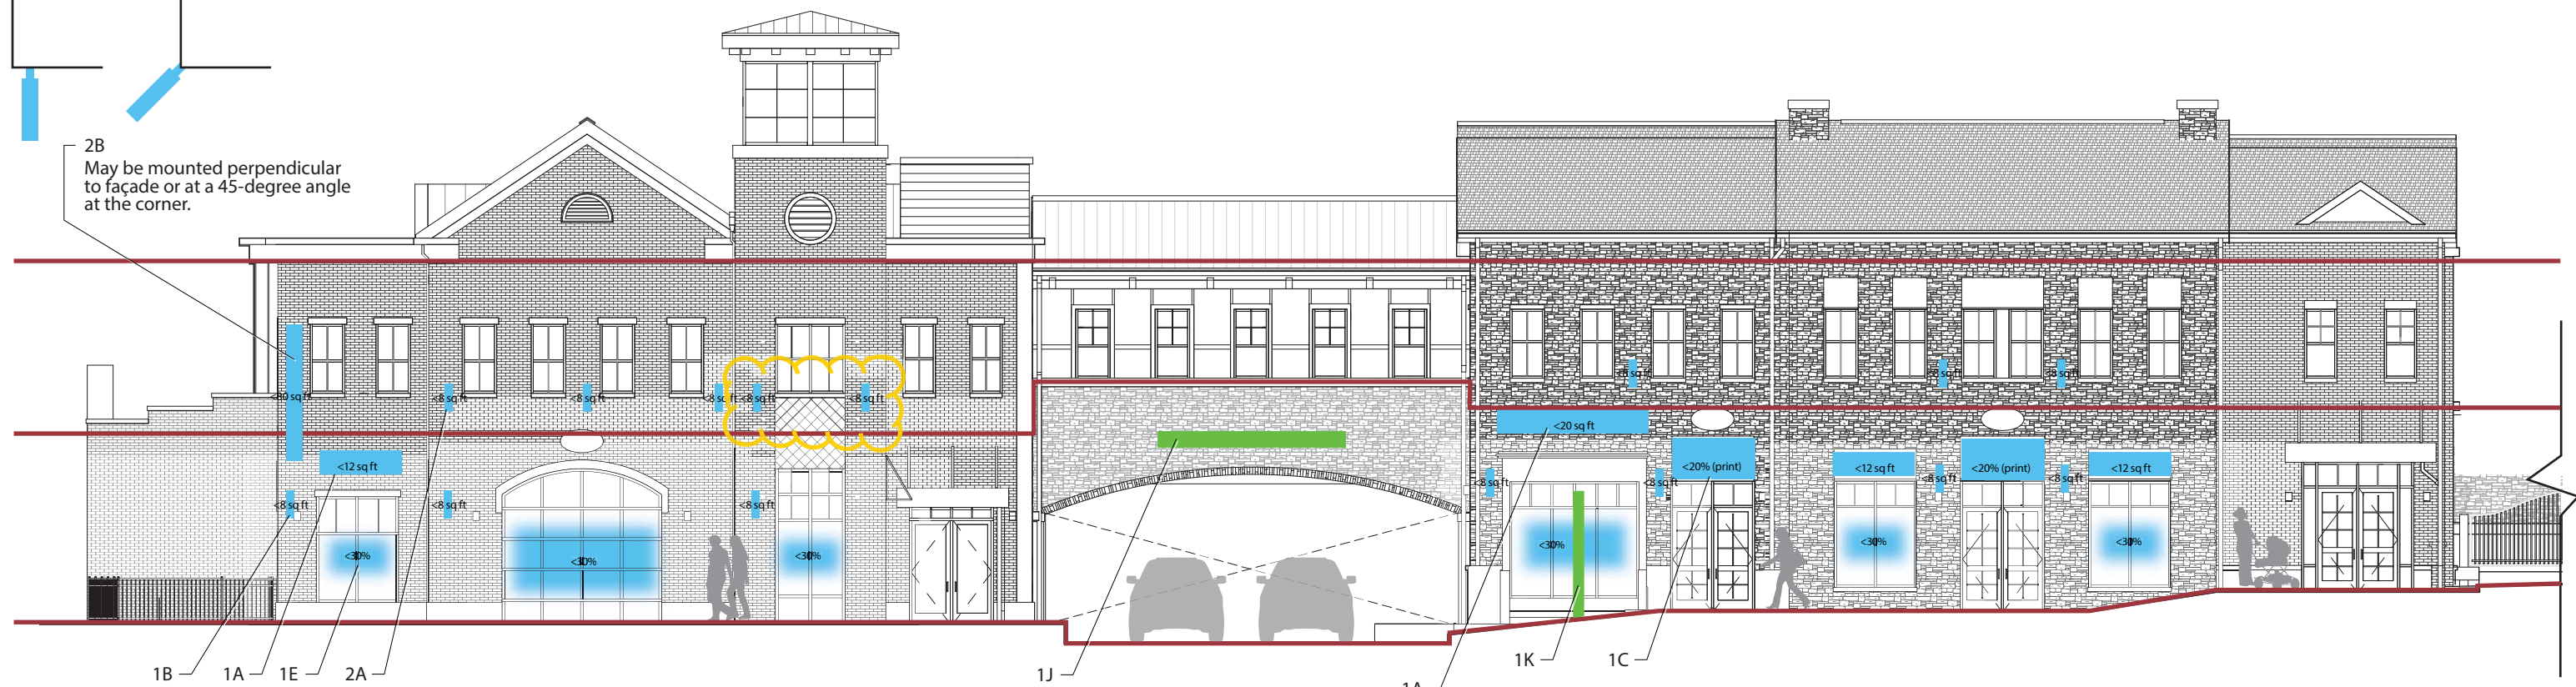 2B
May be mounted perpendicular
to façade or at a 45-degree angle
at the corner.
<8 sq ft
<8 sq ft
<8 sq ft
<80 sq ft
<8 sq ft
<8 sq ft
<8 sq ft
<8 sq ft
<8 sq ft
<20 sq ft
<12 sq ft
<20% (print)
<12 sq ft
<20% (print)
<12 sq ft
<8 sq ft
<8 sq ft
<8 sq ft
<8 sq ft
<8 sq ft
<8 sq ft
<8 sq ft
<30%
<30%
<30%
<30%
<30%
<30%
1B
1A
1E
2A
1J
1A
1K
1C